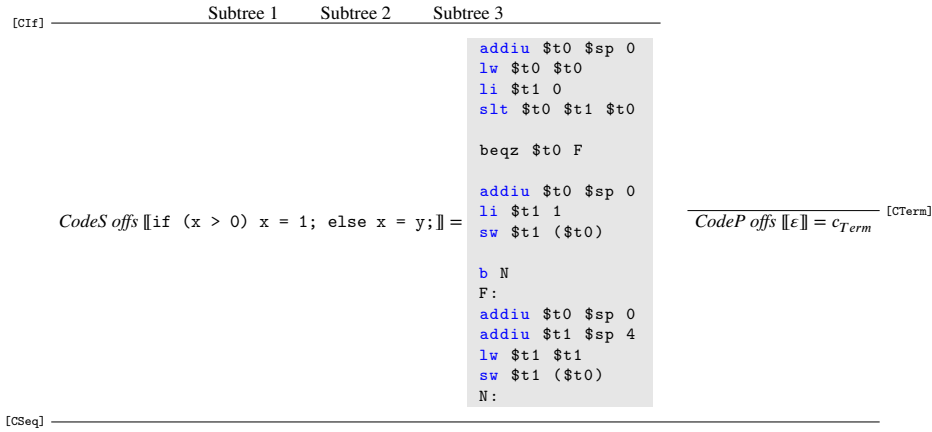 Subtree 1 Subtree 2 Subtree 3
[CIf]
addiu $t0 $sp 0
lw $t0 $t0
li $t1 0
slt $t0 $t1 $t0
beqz $t0 F
addiu $t0 $sp 0
li $t1 1
sw $t1 ($t0)
b N
F:
addiu $t0 $sp 0
addiu $t1 $sp 4
lw $t1 $t1
sw $t1 ($t0)
N:
CodeS offs ⟦if (x > 0) x = 1; else x = y;⟧ =
[CTerm]
CodeP offs ⟦ε⟧ = c_Term
[CSeq]